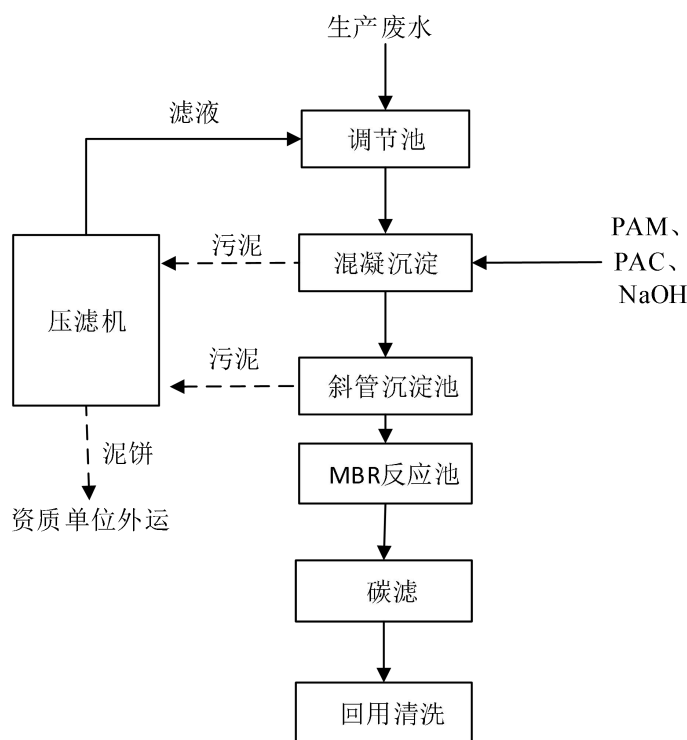 生产废水
滤液
调节池
PAM、
PAC、
NaOH
污泥
混凝沉淀
压滤机
污泥
斜管沉淀池
泥饼
MBR反应池
资质单位外运
碳滤
回用清洗